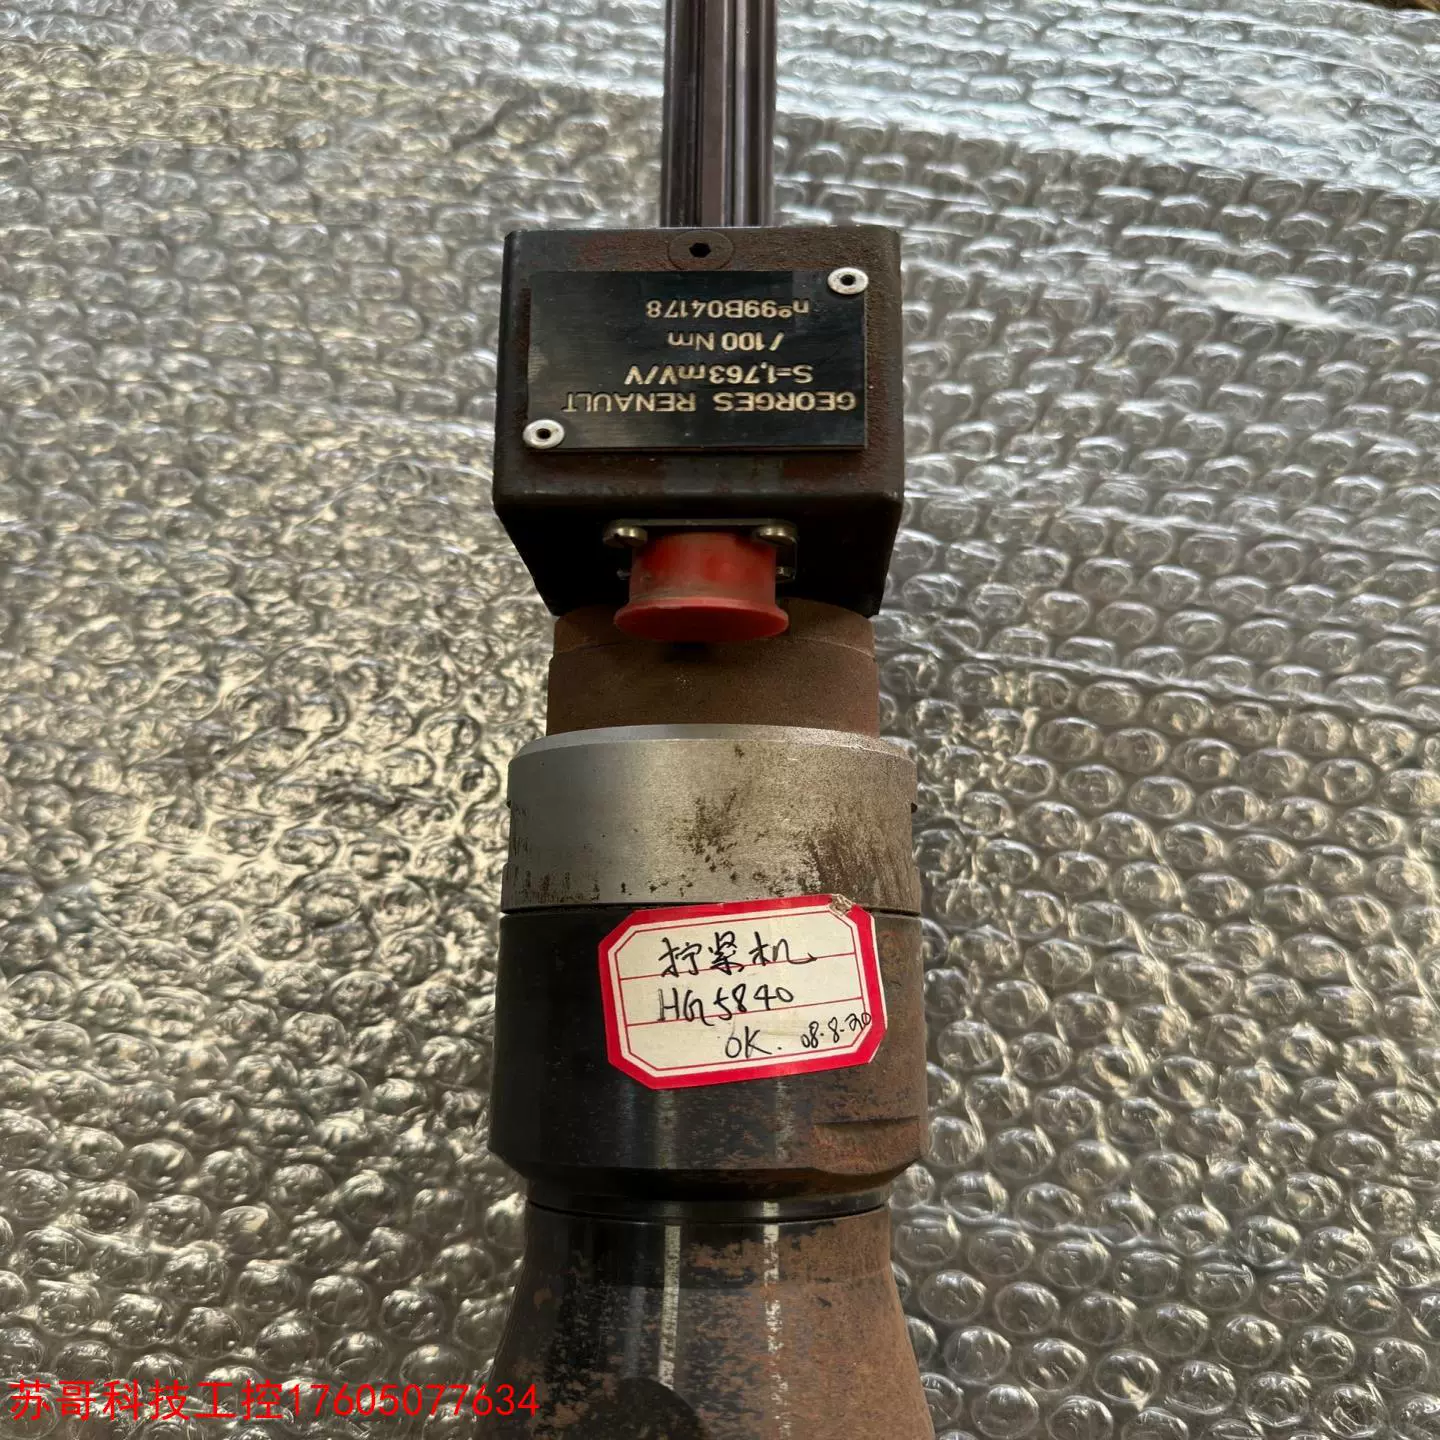 GEORGES RENAULT
S=1,763mV/V
/100 Nm
n°99B04178
拧紧机
HG5840
OK. 08.8.20
苏哥科技工控17605077634